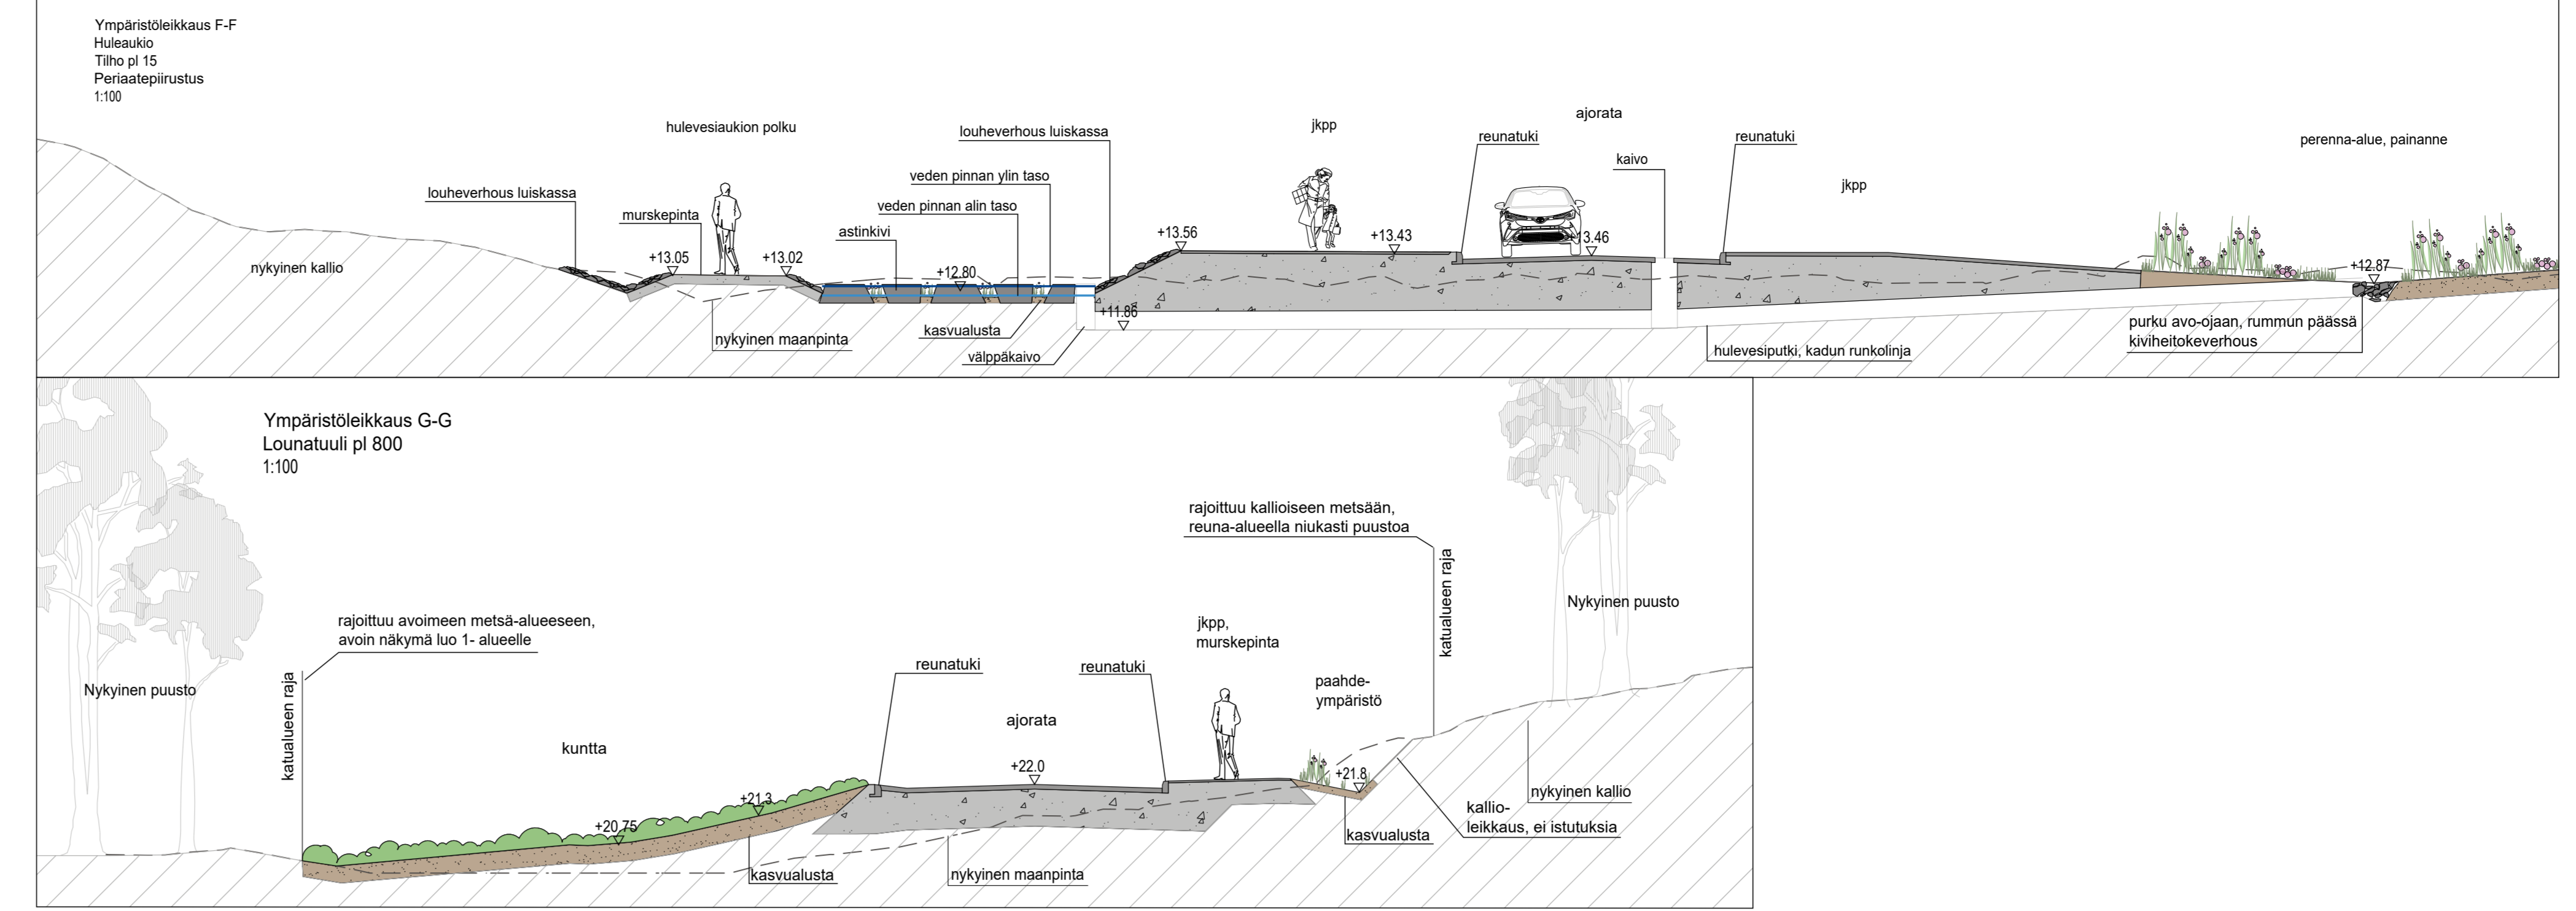 Ympäristöleikkaus F-F
Huleaukio
Tilho pl 15
Periaatepiirustus
1:100
nykyinen kallio
louheverhous luiskassa
murskepinta
hulevesiaukion polku
+13.05
+13.02
nykyinen maanpinta
astinkivi
veden pinnan alin taso
veden pinnan ylin taso
louheverhous luiskassa
+12.80
kasvualusta
välppäkaivo
+11.86
+13.56
jkpp
+13.43
reunatuki
ajorata
+13.46
kaivo
reunatuki
jkpp
hulevesiputki, kadun runkolinja
perenna-alue, painanne
+12.87
purku avo-ojaan, rummun päässä
kiviheitokeverhous
Ympäristöleikkaus G-G
Lounatuuli pl 800
1:100
Nykyinen puusto
katualueen raja
rajoittuu avoimeen metsä-alueeseen,
avoin näkymä luo 1- alueelle
kuntta
+20.75
+21.3
kasvualusta
reunatuki
ajorata
+22.0
reunatuki
nykyinen maanpinta
jkpp,
murskepinta
paahde-
ympäristö
+21.8
kasvualusta
rajoittuu kallioiseen metsään,
reuna-alueella niukasti puustoa
katualueen raja
Nykyinen puusto
nykyinen kallio
kallio-
leikkaus, ei istutuksia